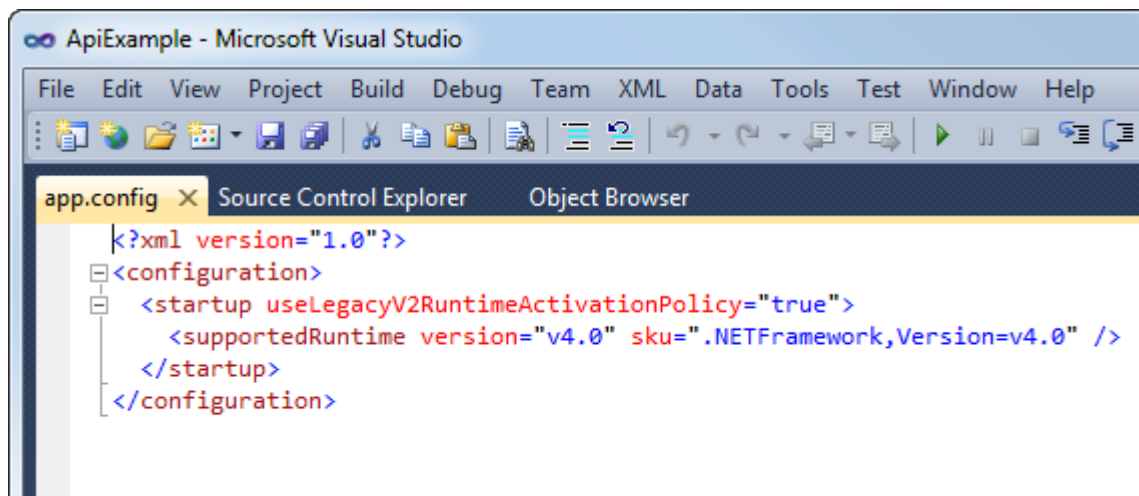 ApiExample - Microsoft Visual Studio
File Edit View Project Build Debug Team XML Data Tools Test Window Help
app.config Source Control Explorer Object Browser
<?xml version="1.0"?>
<configuration>
<startup useLegacyV2RuntimeActivationPolicy="true">
<supportedRuntime version="v4.0" sku=".NETFramework,Version=v4.0" />
</startup>
</configuration>